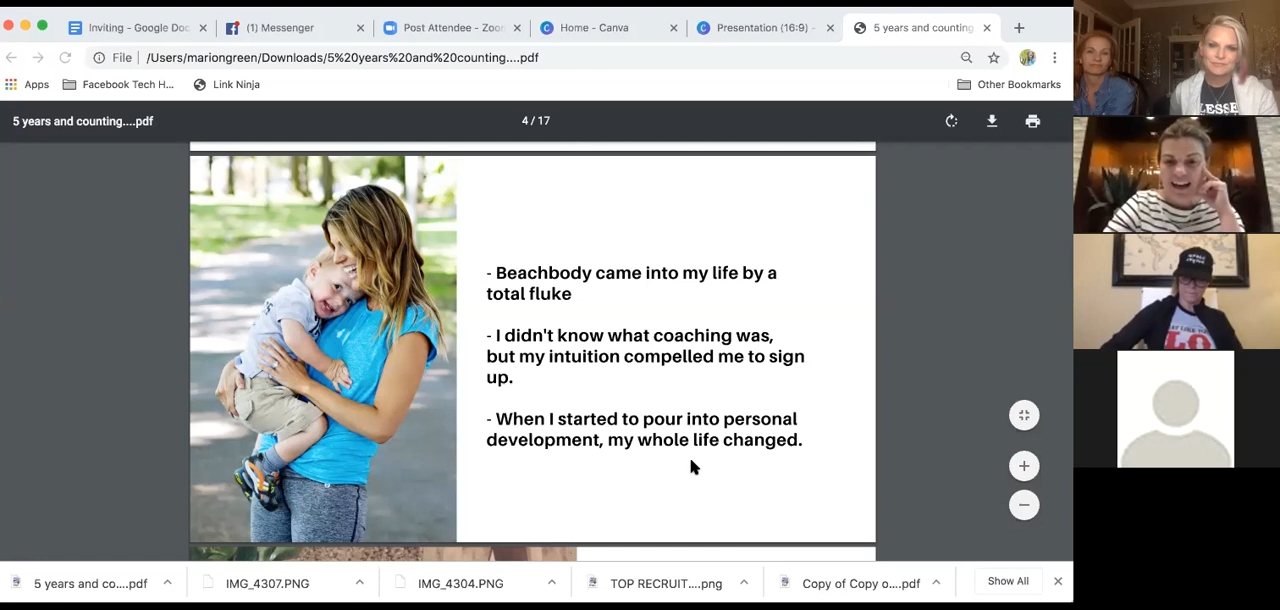 Inviting - Google Doc
(1) Messenger
Post Attendee - Zoom
Home - Canva
Presentation (16:9) -
5 years and counting
File
/Users/mariongreen/Downloads/5%20years%20and%20counting....pdf
Apps
Facebook Tech H...
Link Ninja
Other Bookmarks
5 years and counting....pdf
4 / 17
- Beachbody came into my life by a
total fluke
- I didn't know what coaching was,
but my intuition compelled me to sign
up.
- When I started to pour into personal
development, my whole life changed.
5 years and co....pdf
IMG_4307.PNG
IMG_4304.PNG
TOP RECRUIT....png
Copy of Copy o....pdf
Show All
LESSE
LO